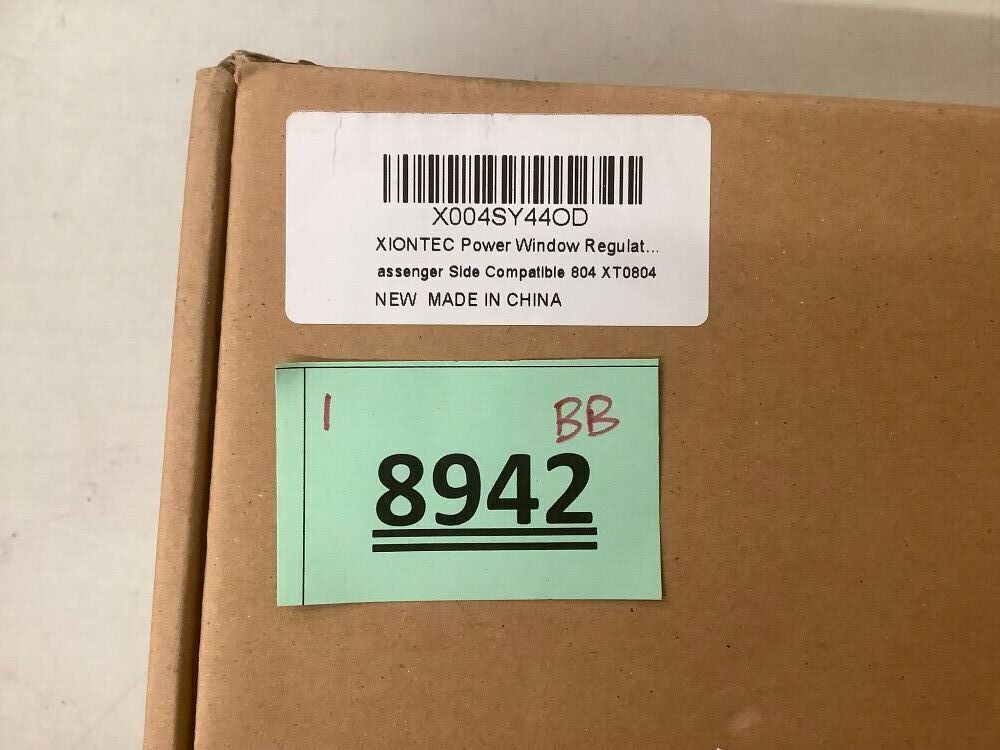 X004SY44OD
XIONTEC Power Window Regulat...
assenger Side Compatible 804 XT0804
NEW MADE IN CHINA
1 BB
8942